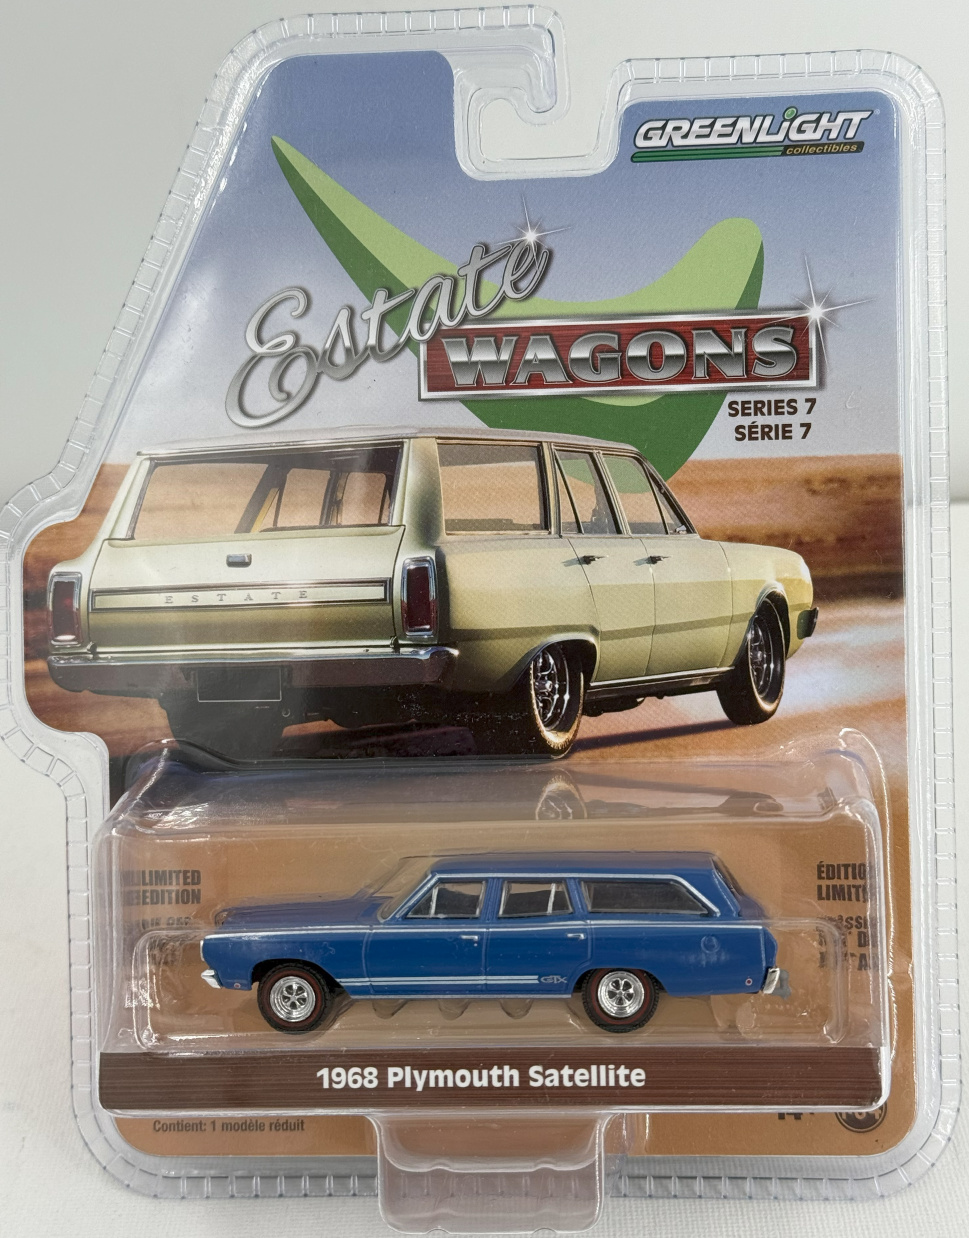 GREENLiGHT
collectibles
Estate
WAGONS
SERIES 7
SÉRIE 7
ESTATE
LIMITED
EDITION
ÉDITION
GTX
1968 Plymouth Satellite
Contient: 1 modèle réduit